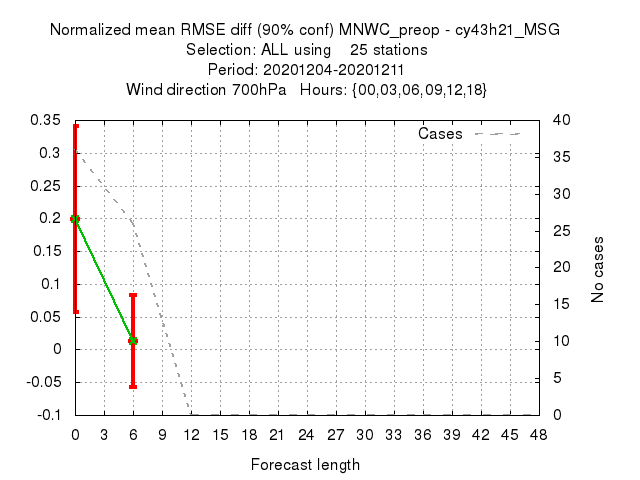 Normalized mean RMSE diff (90% conf) MNWC_preop - cy43h21_MSG
Selection: ALL using 25 stations
Period: 20201204-20201211
Wind direction 700hPa Hours: {00,03,06,09,12,18}
Cases
0.35
0.3
0.25
0.2
0.15
0.1
0.05
0
-0.05
-0.1
40
35
30
25
20
15
10
5
0
No cases
0 3 6 9 12 15 18 21 24 27 30 33 36 39 42 45 48
Forecast length